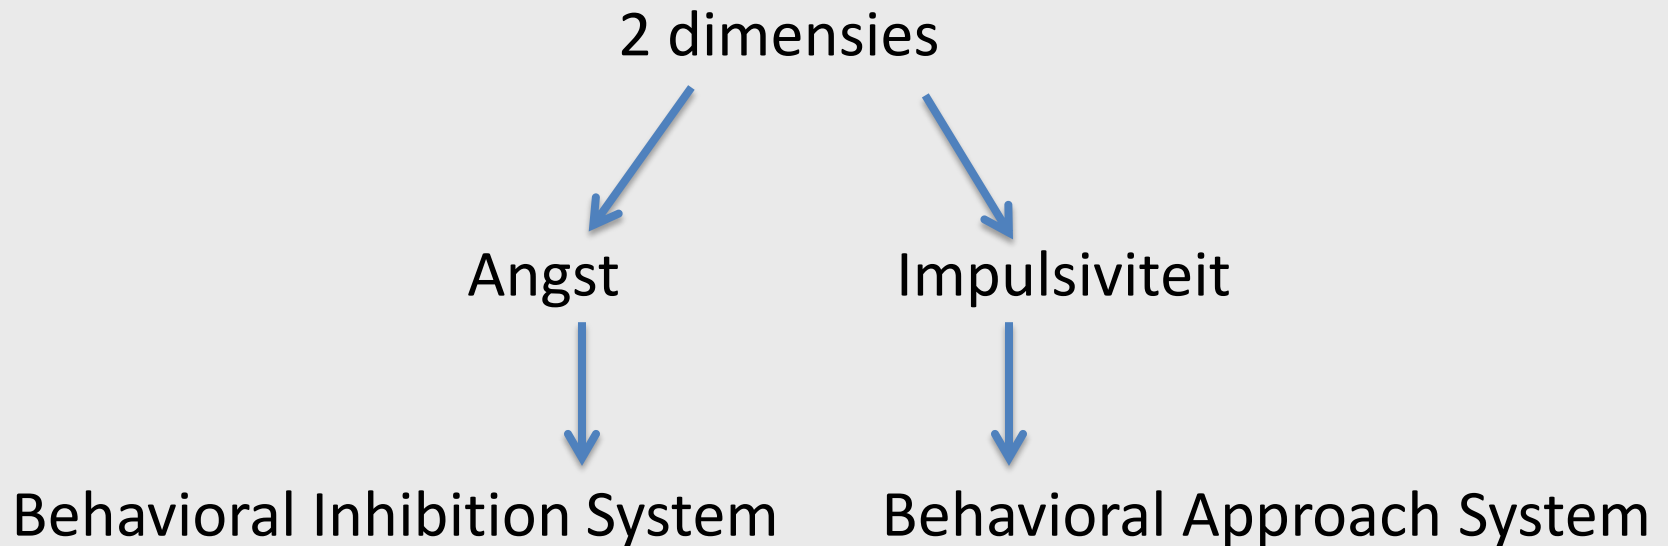 2 dimensies
Angst Impulsiviteit
Behavioral Inhibition System Behavioral Approach System